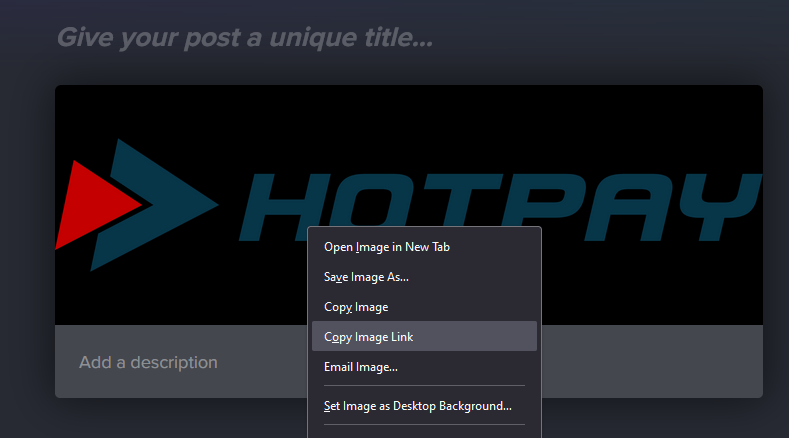 Give your post a unique title...
HOTPAY
Open Image in New Tab
Save Image As...
Copy Image
Copy Image Link
Add a description
Email Image...
Set Image as Desktop Background...